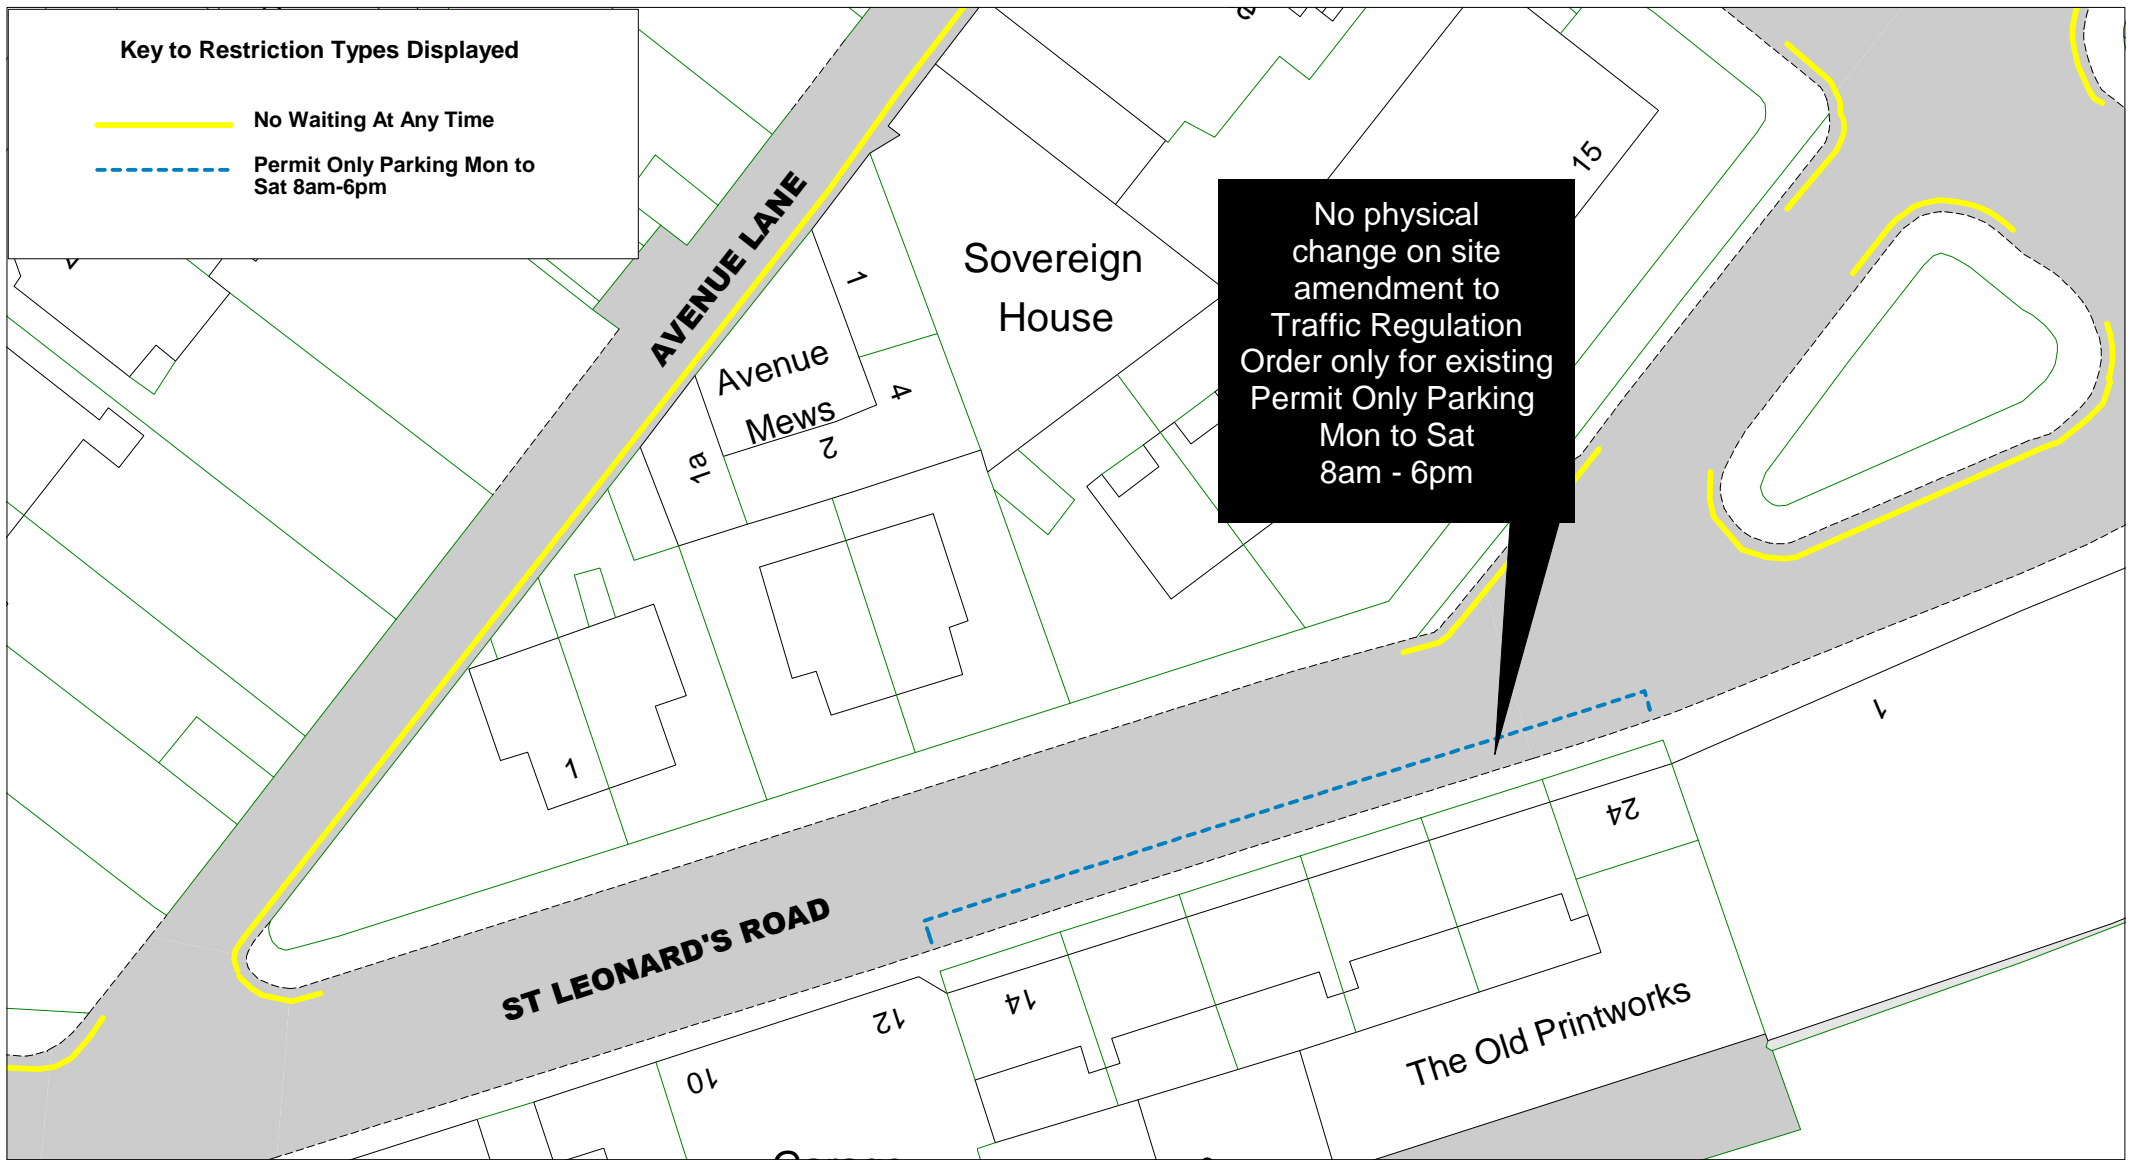 Key to Restriction Types Displayed
No Waiting At Any Time
Permit Only Parking Mon to
Sat 8am-6pm
AVENUE LANE
Sovereign
House
15
No physical
change on site
amendment to
Traffic Regulation
Order only for existing
Permit Only Parking
Mon to Sat
8am - 6pm
1
Avenue
Mews
4
2
1a
1
1
24
ST LEONARD'S ROAD
14
12
10
The Old Printworks